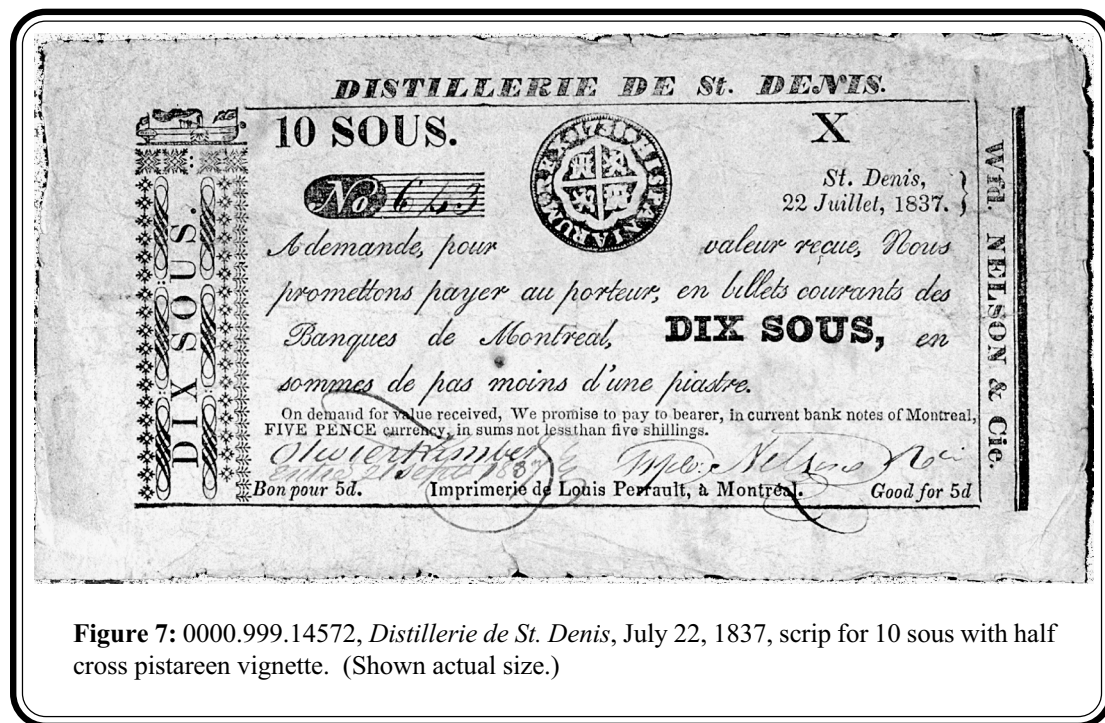 DISTILLERIE DE St. DENIS.
10 SOUS.
X
HISPANIARUM REX
No 643
St. Denis,
22 Juillet, 1837.
A demande, pour valeur reçue, Nous
promettons payer au porteur, en billets courants des
Banques de Montreal, DIX SOUS, en
sommes de pas moins d'une piastre.
On demand for value received, We promise to pay to bearer, in current bank notes of Montreal,
FIVE PENCE currency, in sums not less than five shillings.
Nelson
Bon pour 5d. Imprimerie de Louis Perrault, à Montréal. Good for 5d
DIX SOUS.
Wfd. NELSON & Cie.
Figure 7: 0000.999.14572, Distillerie de St. Denis, July 22, 1837, scrip for 10 sous with half
cross pistareen vignette. (Shown actual size.)